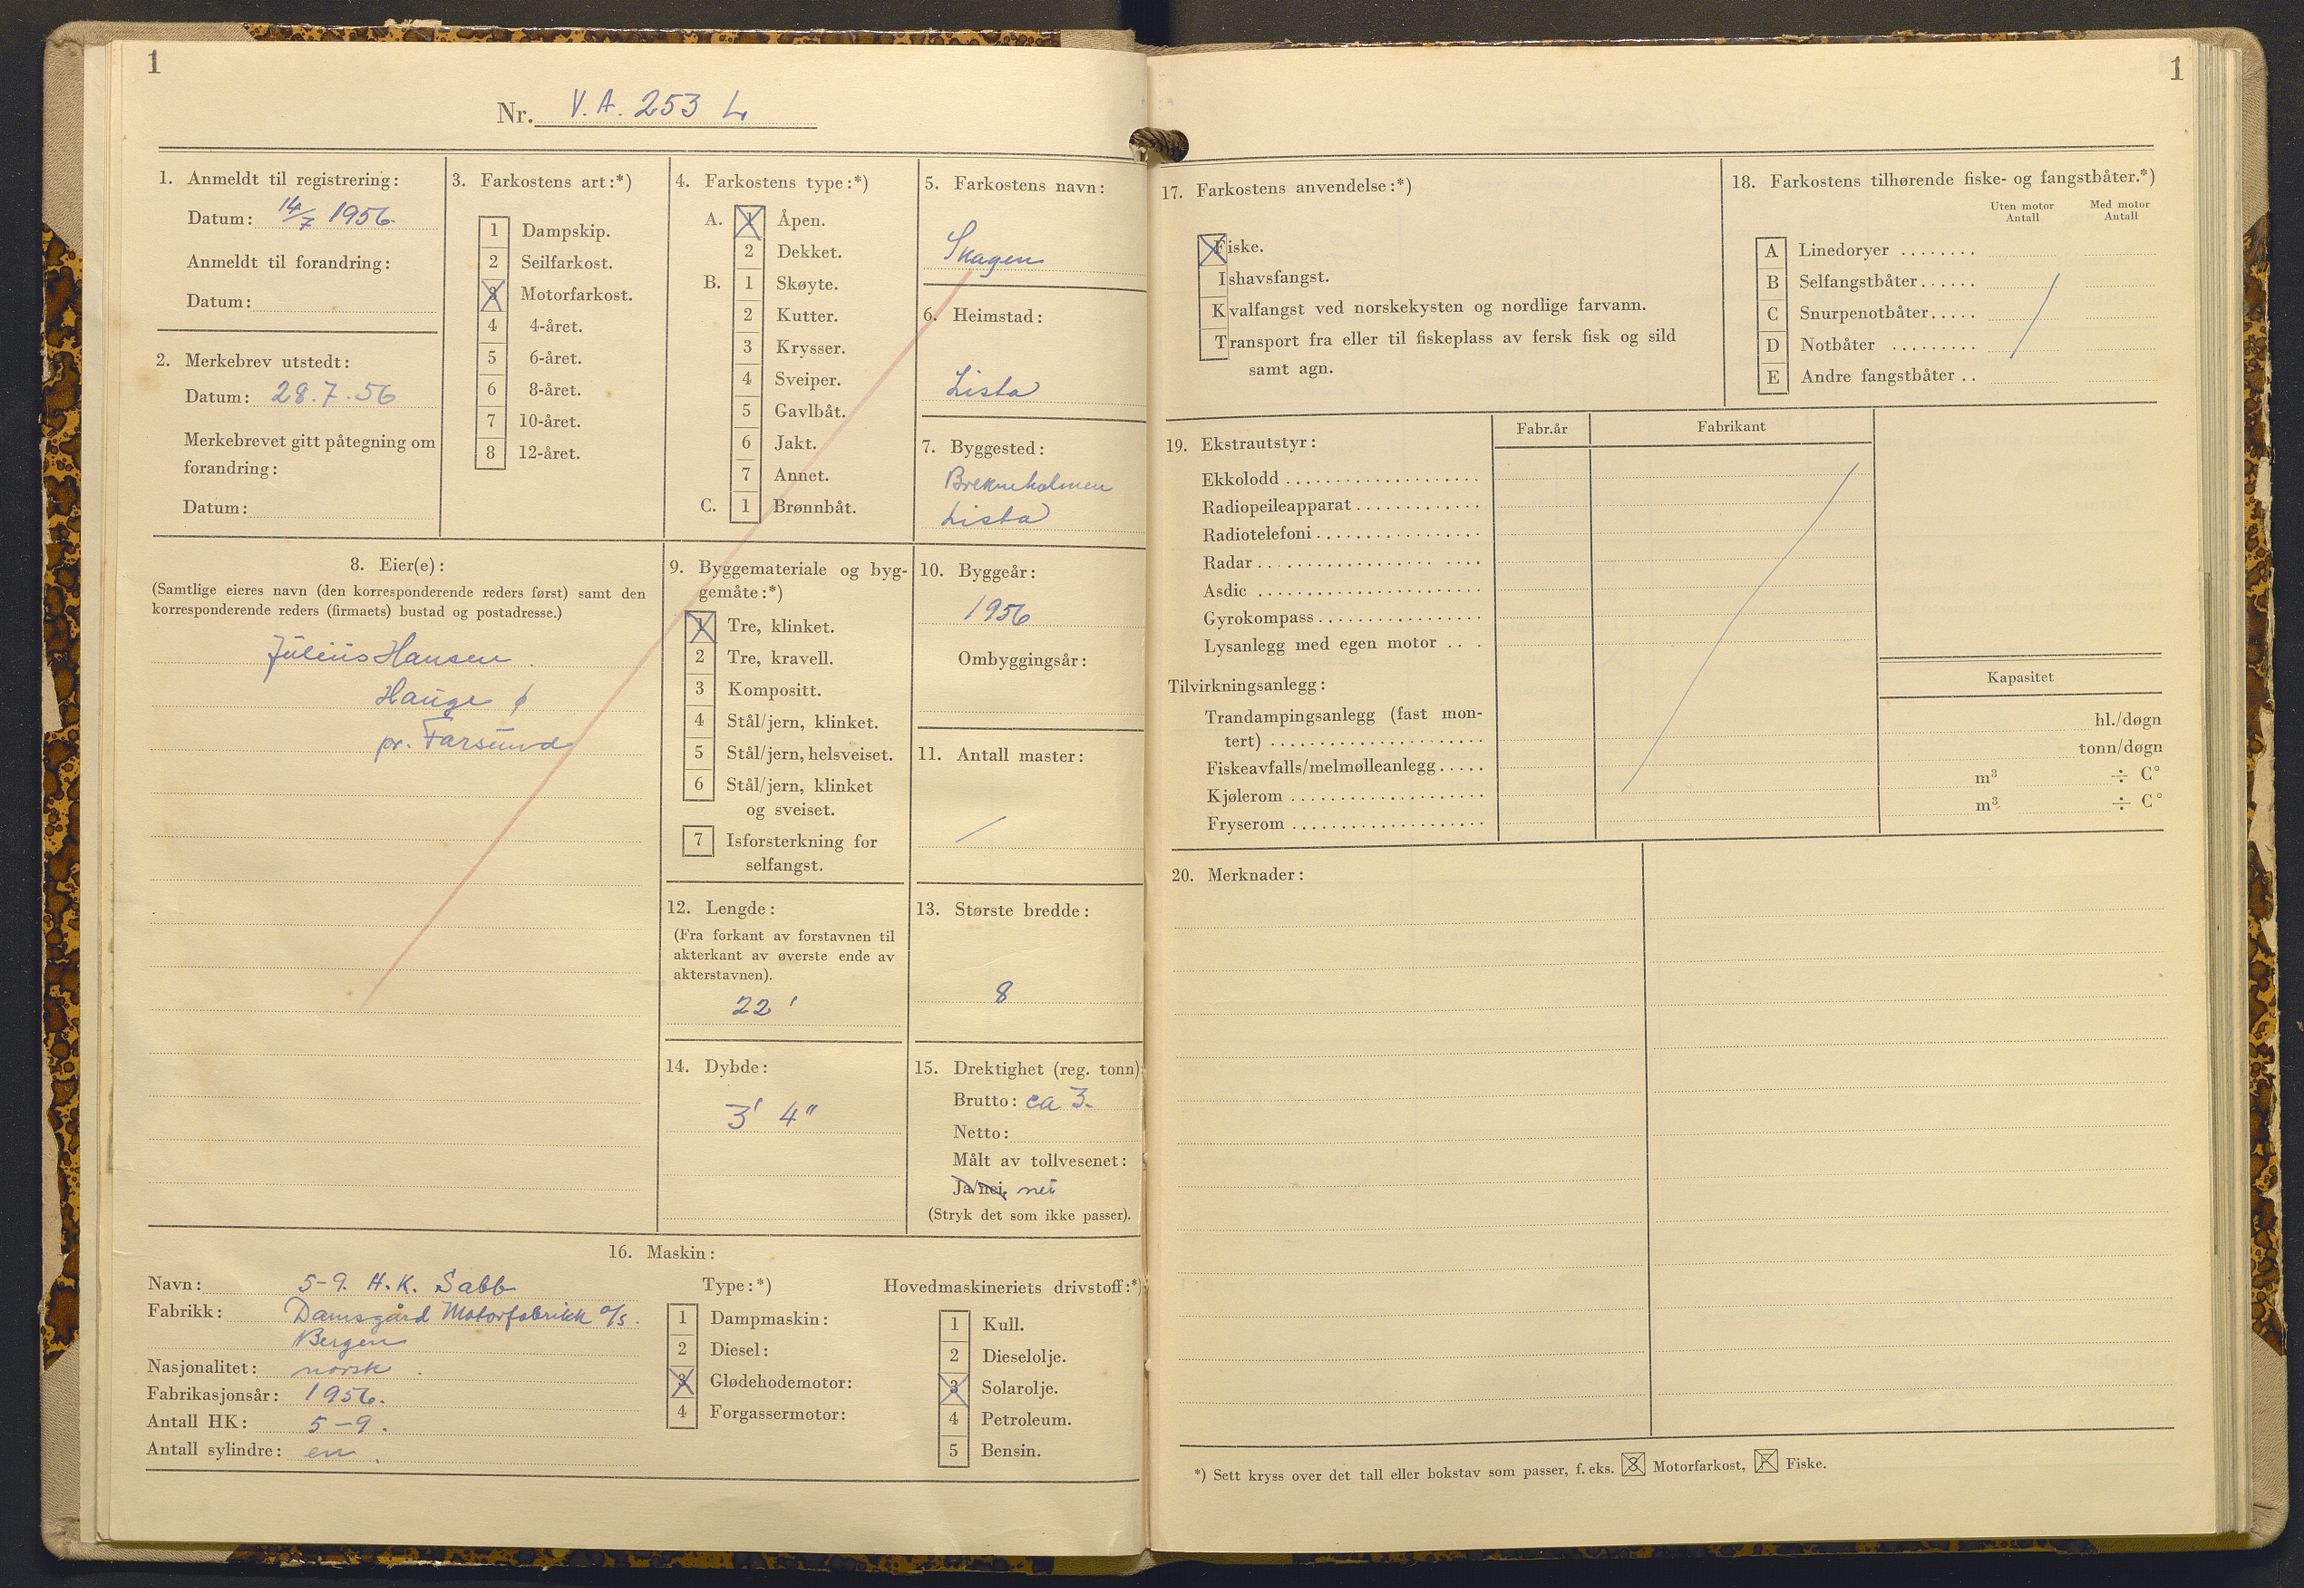 1
Nr. V.A. 253 L
1. Anmeldt til registrering:
Datum: 14/7 1956.
Anmeldt til forandring:
Datum:
2. Merkebrev utstedt:
Datum: 28.7.56
Merkebrevet gitt påtegning om
forandring:
Datum:
3. Farkostens art:*)
1 Dampskip.
2 Seilfarkost.
3 Motorfarkost.
4 4-året.
5 6-året.
6 8-året.
7 10-året.
8 12-året.
4. Farkostens type:*)
A. 1 Åpen.
2 Dekket.
B. 1 Skøyte.
2 Kutter.
3 Krysser.
4 Sveiper.
5 Gavlbåt.
6 Jakt.
7 Annet.
C. 1 Brønnbåt.
5. Farkostens navn:
Skagen
6. Heimstad:
Lista
7. Byggested:
Brekneholmen
Lista
8. Eier(e):
(Samtlige eieres navn (den korresponderende reders først) samt den
korresponderende reders (firmaets) bustad og postadresse.)
Julius Hansen.
Hauge
pr. Farsund
9. Byggemateriale og byg-
gemåte:*)
1 Tre, klinket.
2 Tre, kravell.
3 Kompositt.
4 Stål/jern, klinket.
5 Stål/jern, helsveiset.
6 Stål/jern, klinket
og sveiset.
7 Isforsterkning for
selfangst.
10. Byggeår:
1956
Ombyggingsår:
11. Antall master:
12. Lengde:
(Fra forkant av forstavnen til
akterkant av øverste ende av
akterstavnen).
22'
13. Største bredde:
8
14. Dybde:
3' 4"
15. Drektighet (reg. tonn):
Brutto: ca 3.
Netto:
Målt av tollvesenet:
Ja/nei. nei
(Stryk det som ikke passer).
16. Maskin:
Navn: 5-9. H.K. Sabb
Fabrikk: Damsgård Motorfabrikk a/s.
Bergen
Nasjonalitet: norsk.
Fabrikasjonsår: 1956.
Antall HK: 5-9.
Antall sylindre: en.
Type:*)
1 Dampmaskin:
2 Diesel:
3 Glødehodemotor:
4 Forgassermotor:
Hovedmaskineriets drivstoff:*)
1 Kull.
2 Dieselolje.
3 Solarolje.
4 Petroleum.
5 Bensin.
1
17. Farkostens anvendelse:*)
Fiske.
Ishavsfangst.
Kvalfangst ved norskekysten og nordlige farvann.
Transport fra eller til fiskeplass av fersk fisk og sild
samt agn.
18. Farkostens tilhørende fiske- og fangstbåter.*)
Uten motor Med motor
Antall Antall
A Linedoryer ........
B Selfangstbåter......
C Snurpenotbåter.....
D Notbåter .........
E Andre fangstbåter ..
19. Ekstrautstyr:
Fabr.år Fabrikant
Ekkolodd ....................
Radiopeileapparat.............
Radiotelefoni.................
Radar ......................
Asdic .......................
Gyrokompass.................
Lysanlegg med egen motor ...
Tilvirkningsanlegg:
Kapasitet
Trandampingsanlegg (fast mon-
tert) ...................... hl./døgn
Fiskeavfalls/melmølleanlegg..... tonn/døgn
Kjølerom .................... m³ ÷ C°
Fryserom .................... m³ ÷ C°
20. Merknader:
*) Sett kryss over det tall eller bokstav som passer, f. eks. 3 Motorfarkost, F Fiske.